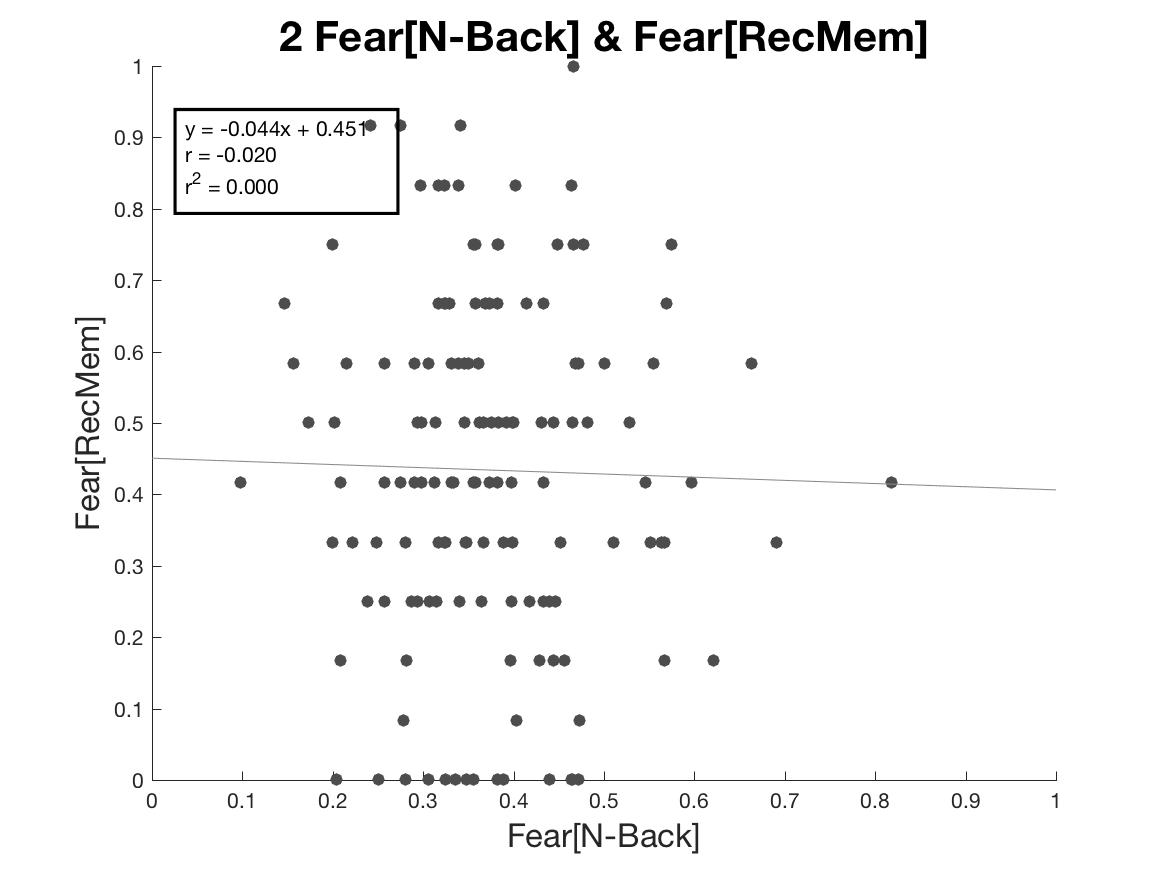 2 Fear[N-Back] & Fear[RecMem]
y = -0.044x + 0.451
r = -0.020
r² = 0.000
Fear[RecMem]
1
0.9
0.8
0.7
0.6
0.5
0.4
0.3
0.2
0.1
0
0 0.1 0.2 0.3 0.4 0.5 0.6 0.7 0.8 0.9 1
Fear[N-Back]